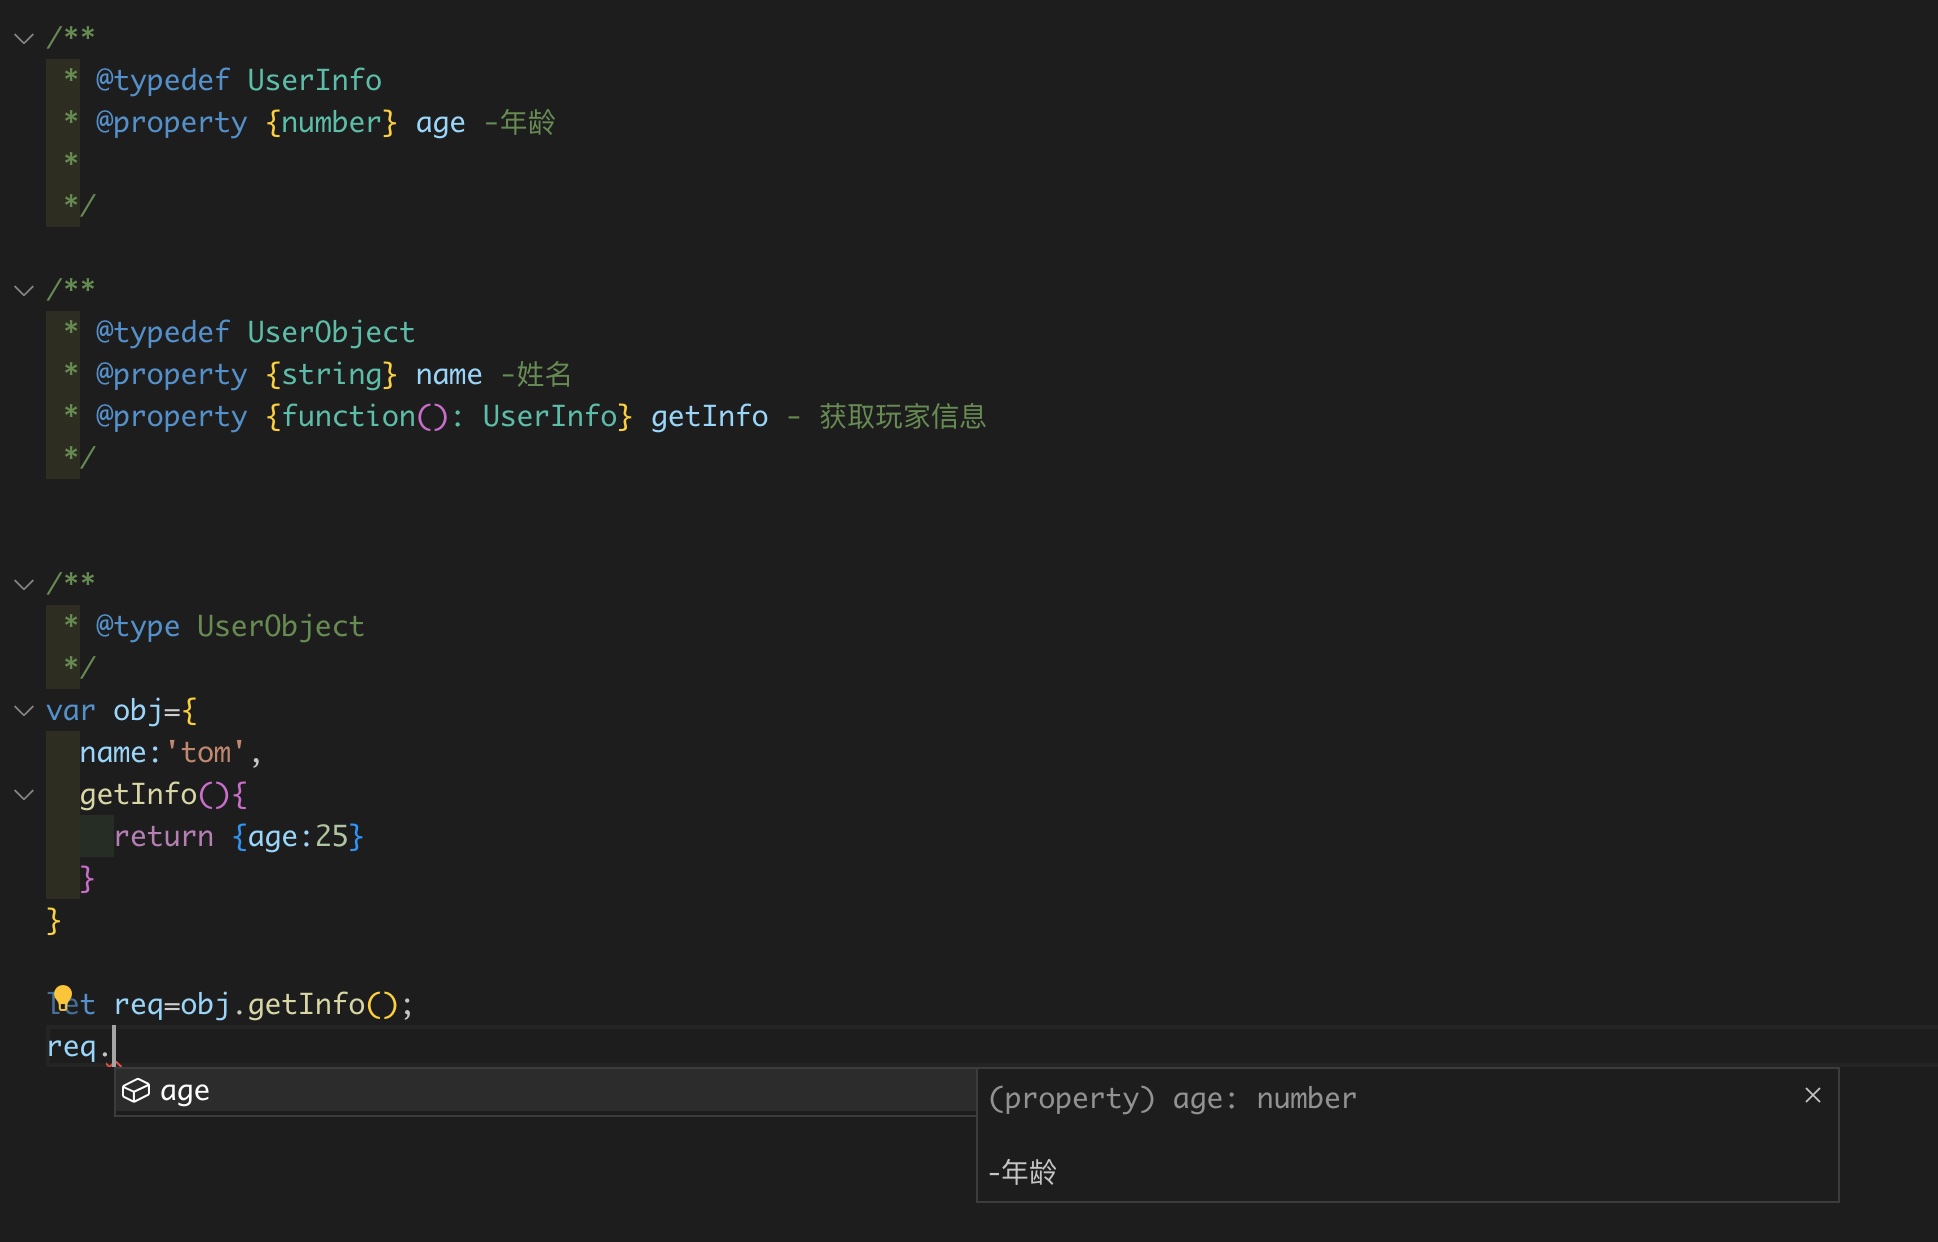 /**
 * @typedef UserInfo
 * @property {number} age -年龄
 *
 */
/**
 * @typedef UserObject
 * @property {string} name -姓名
 * @property {function(): UserInfo} getInfo - 获取玩家信息
 */
/**
 * @type UserObject
 */
var obj={
  name:'tom',
  getInfo(){
    return {age:25}
  }
}
let req=obj.getInfo();
req.
age
(property) age: number
-年龄